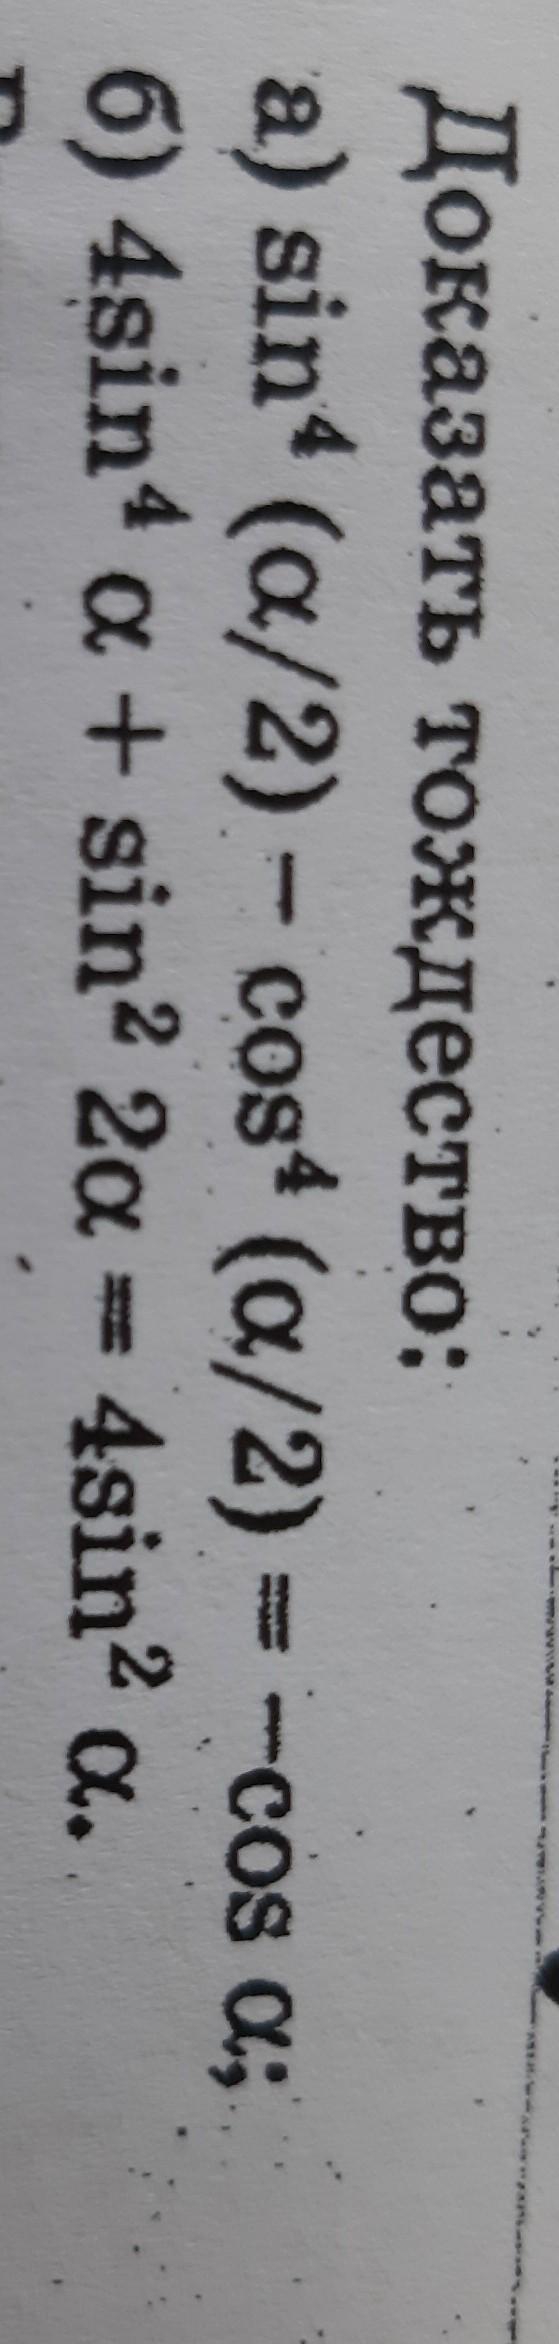 Доказать тождество:
а) sin⁴ (α/2) – cos⁴ (α/2) = –cos α;
б) 4sin⁴ α + sin² 2α = 4sin² α.